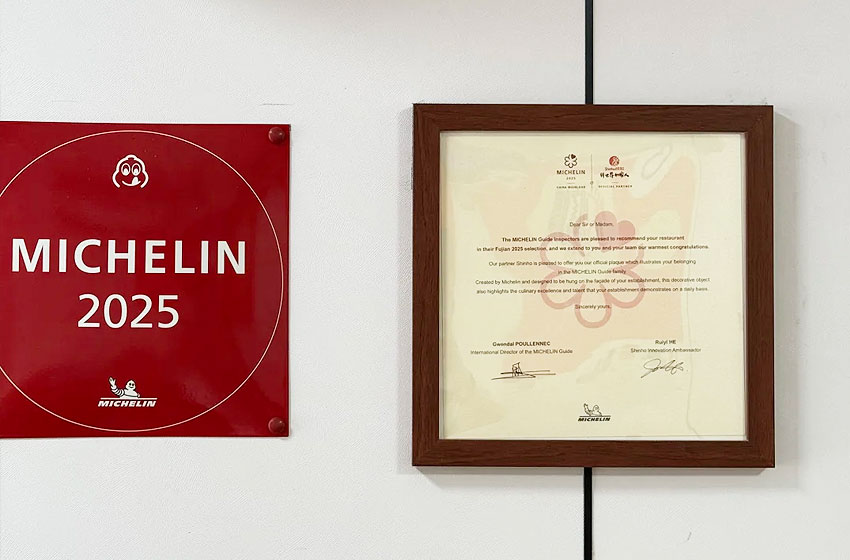 MICHELIN
2025
MICHELIN
MICHELIN
2025
OFFICIAL PARTNER
Dear Sir or Madam,
The MICHELIN Guide Inspectors are pleased to recommend your restaurant
in their Fujian 2025 selection, and we extend to you and your team our warmest congratulations.
Our partner Shinho is pleased to offer you our official plaque which illustrates your belonging
in the MICHELIN Guide family.
Created by Michelin and designed to be hung on the façade of your establishment, this decorative object
also highlights the culinary excellence and talent that your establishment demonstrates on a daily basis.
Sincerely yours,
Gwendal POULLENNEC
International Director of the MICHELIN Guide
Ruiyi HE
Shinho Innovation Ambassador
MICHELIN